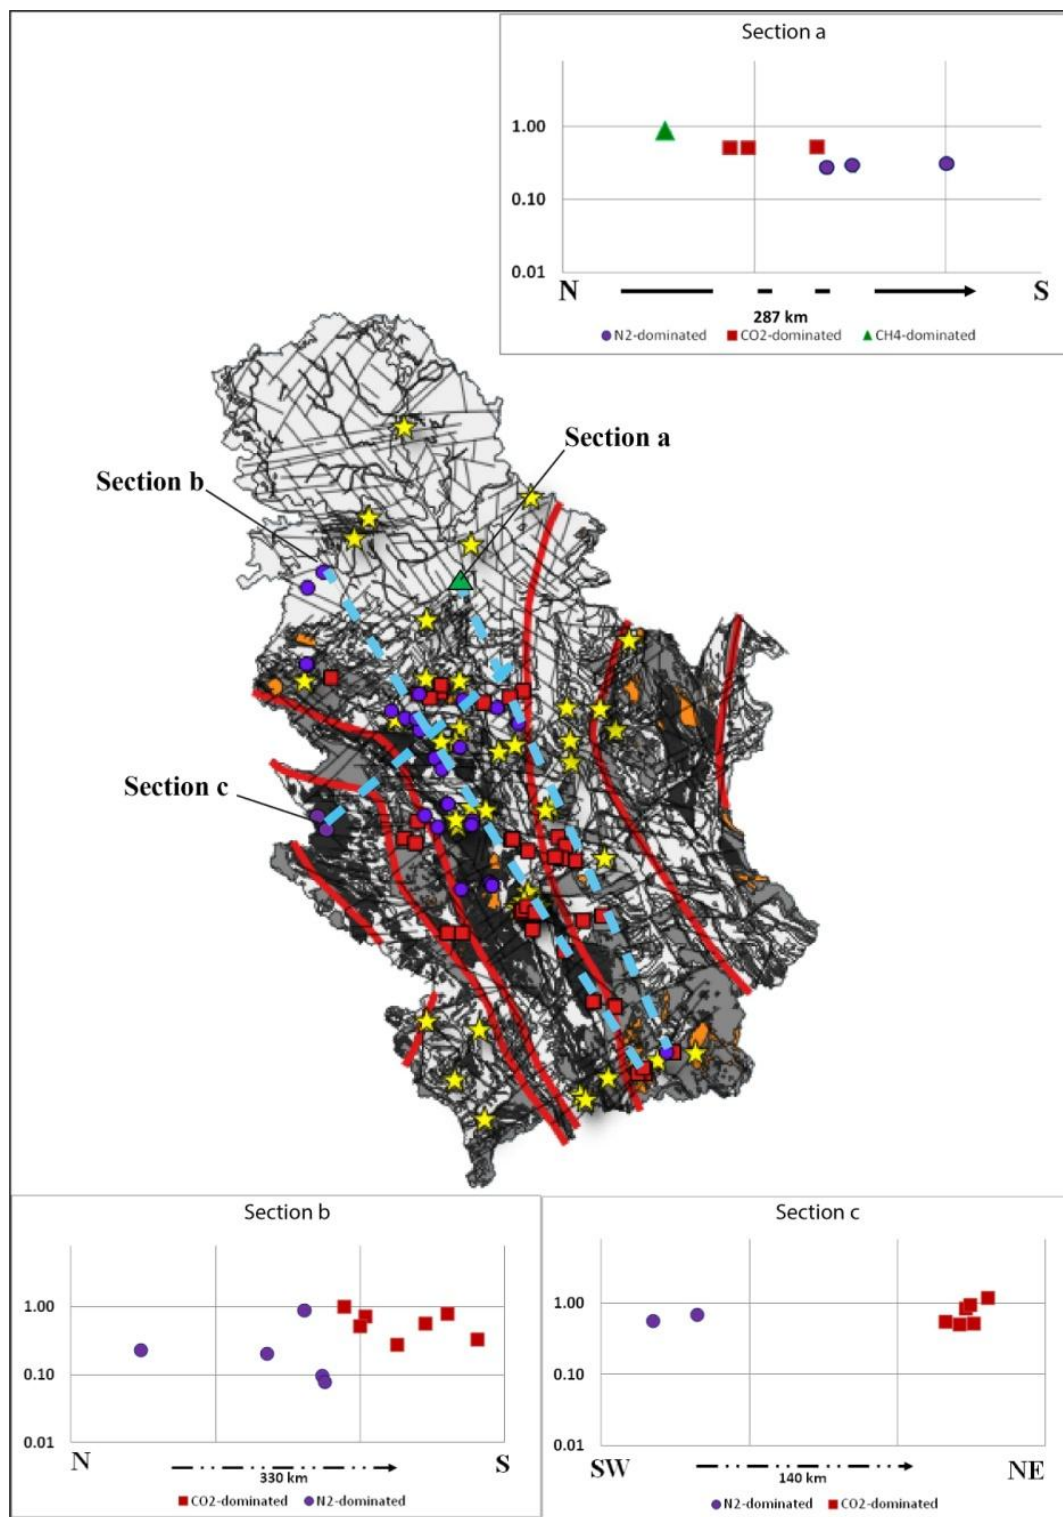 Section a
1.00
0.10
0.01
N S
287 km
N2-dominated CO2-dominated CH4-dominated
Section a
Section b
Section c
Section b
1.00
0.10
0.01
N S
330 km
CO2-dominated N2-dominated
Section c
1.00
0.10
0.01
SW NE
140 km
N2-dominated CO2-dominated